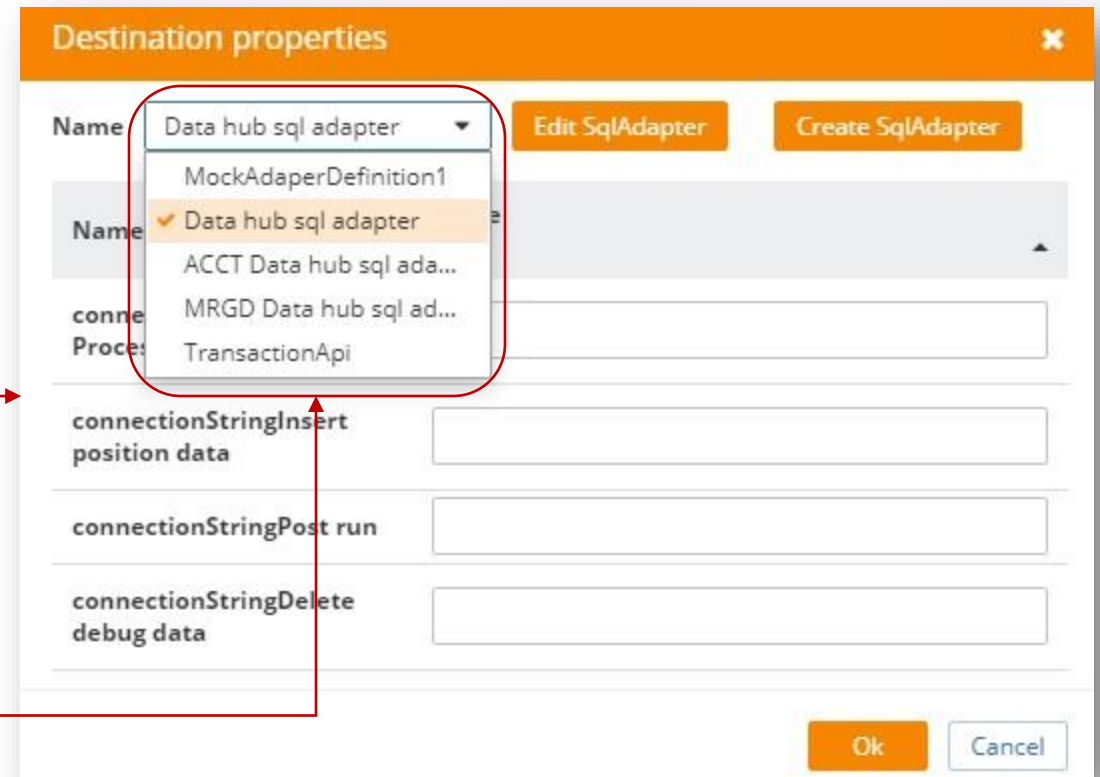 Destination properties
Name Data hub sql adapter Edit SqlAdapter Create SqlAdapter
MockAdaperDefinition1
Name Data hub sql adapter
ACCT Data hub sql ada...
MRGD Data hub sql ad...
TransactionApi
connectionStringInsert
position data
connectionStringPost run
connectionStringDelete
debug data
Ok Cancel